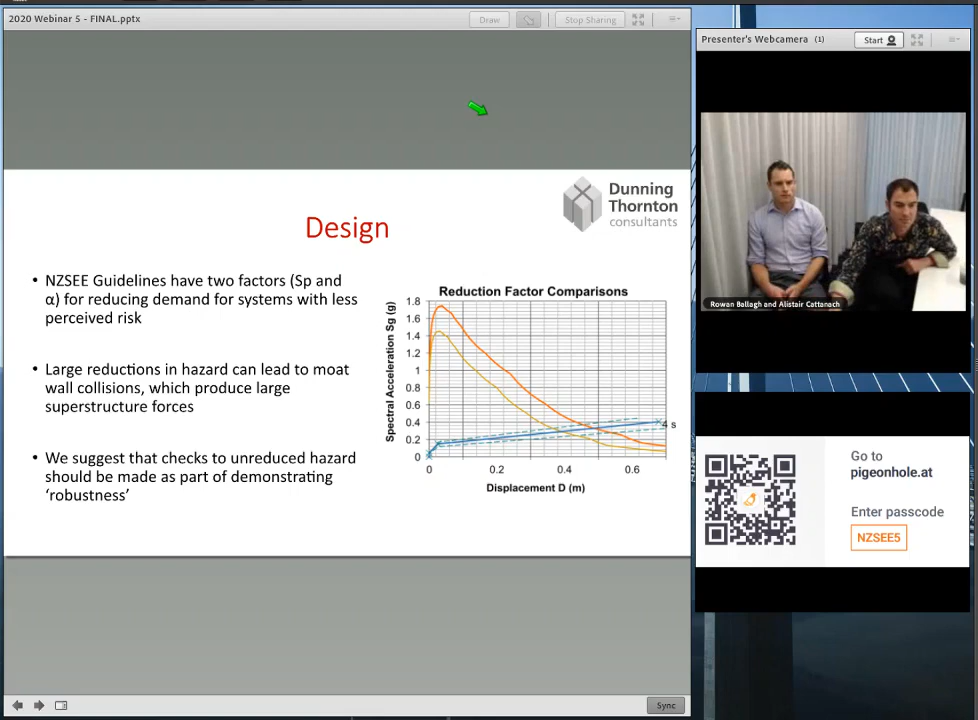 2020 Webinar 5 - FINAL.pptx
Draw
Stop Sharing
Dunning
Thornton
consultants
Design
• NZSEE Guidelines have two factors (Sp and
α) for reducing demand for systems with less
perceived risk
• Large reductions in hazard can lead to moat
wall collisions, which produce large
superstructure forces
• We suggest that checks to unreduced hazard
should be made as part of demonstrating
‘robustness’
Reduction Factor Comparisons
Spectral Acceleration Sg (g)
1.8
1.6
1.4
1.2
1
0.8
0.6
0.4
0.2
0
4 s
0 0.2 0.4 0.6
Displacement D (m)
Sync
Presenter's Webcamera (1)
Start
Rowan Ballagh and Alistair Cattanach
Go to
pigeonhole.at
Enter passcode
NZSEE5